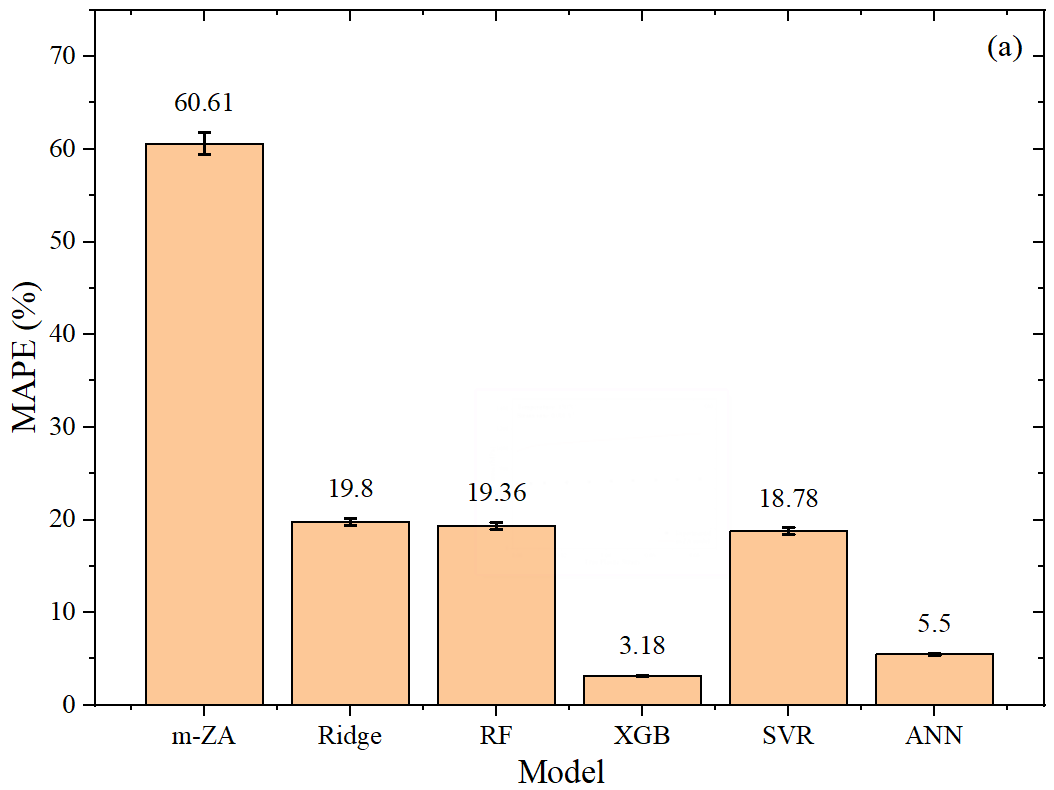 (a)
MAPE (%)
70
60
50
40
30
20
10
0
60.61
19.8
19.36
3.18
18.78
5.5
m-ZA
Ridge
RF
XGB
SVR
ANN
Model